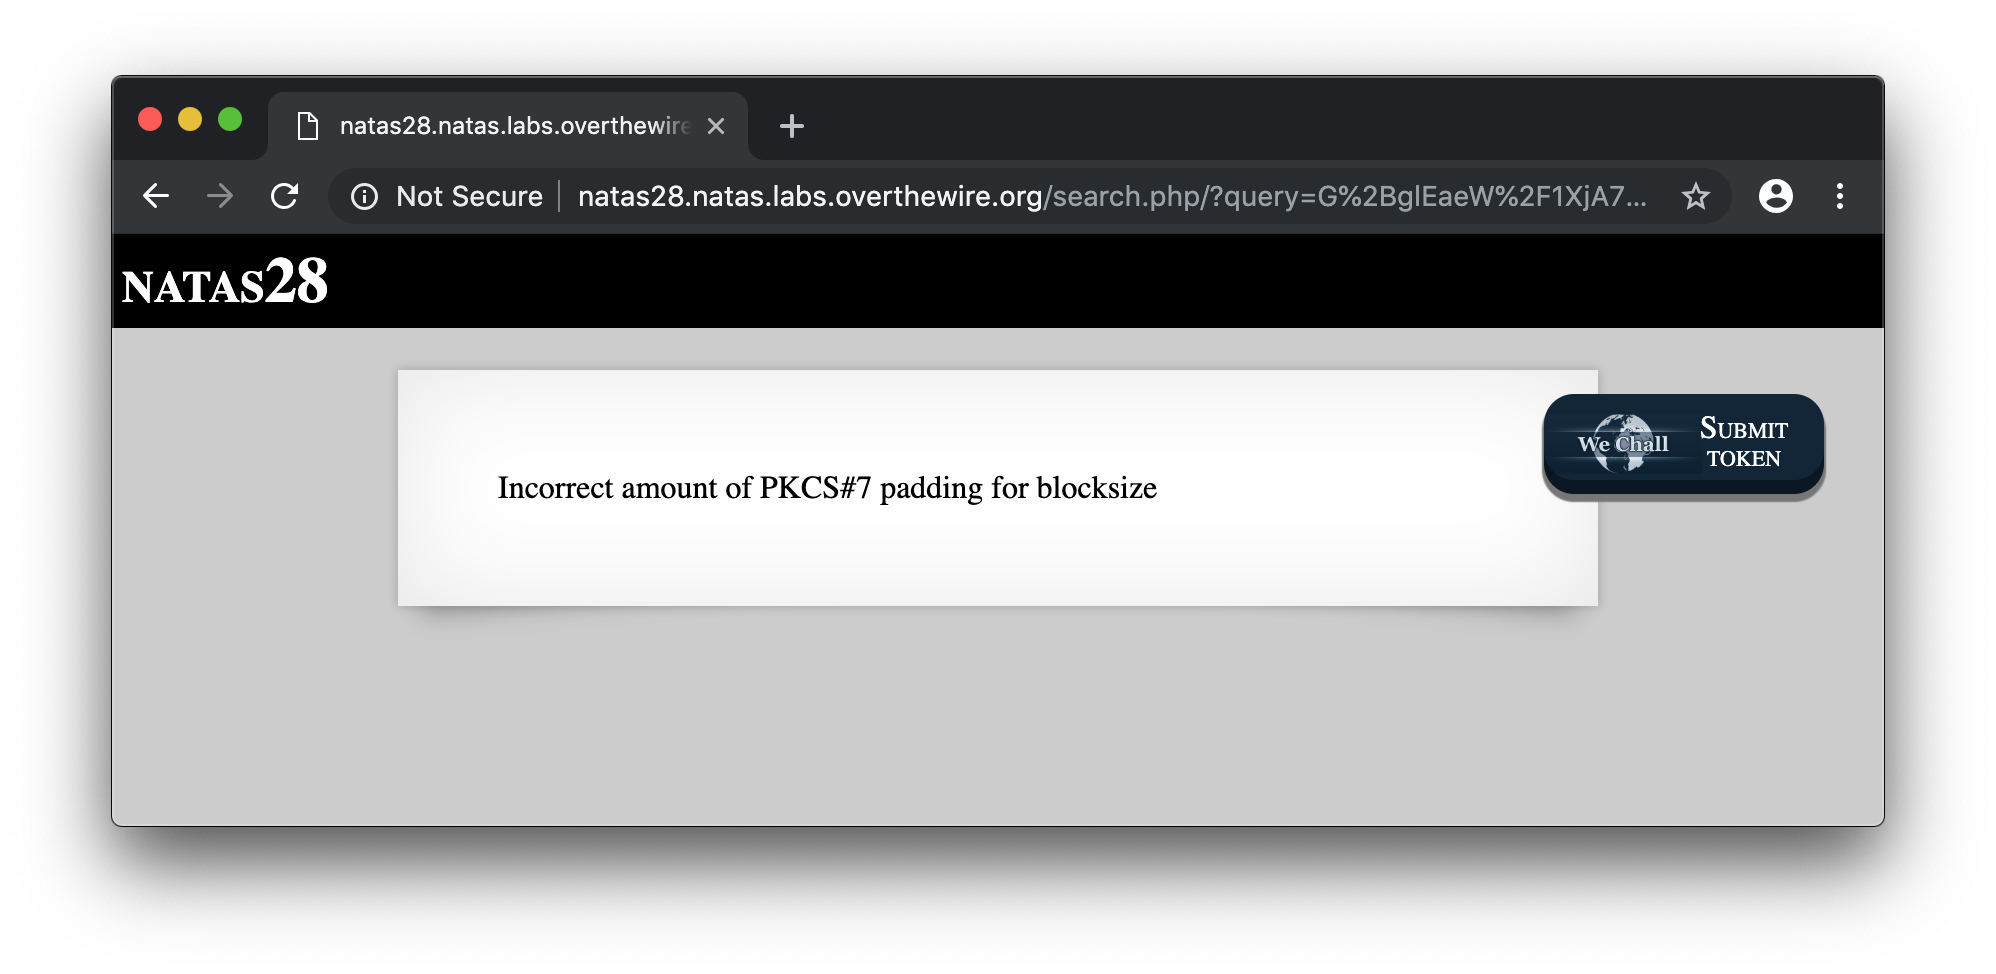 natas28.natas.labs.overthewire
Not Secure natas28.natas.labs.overthewire.org/search.php/?query=G%2BglEaeW%2F1XjA7...
NATAS28
We Chall
SUBMIT
TOKEN
Incorrect amount of PKCS#7 padding for blocksize